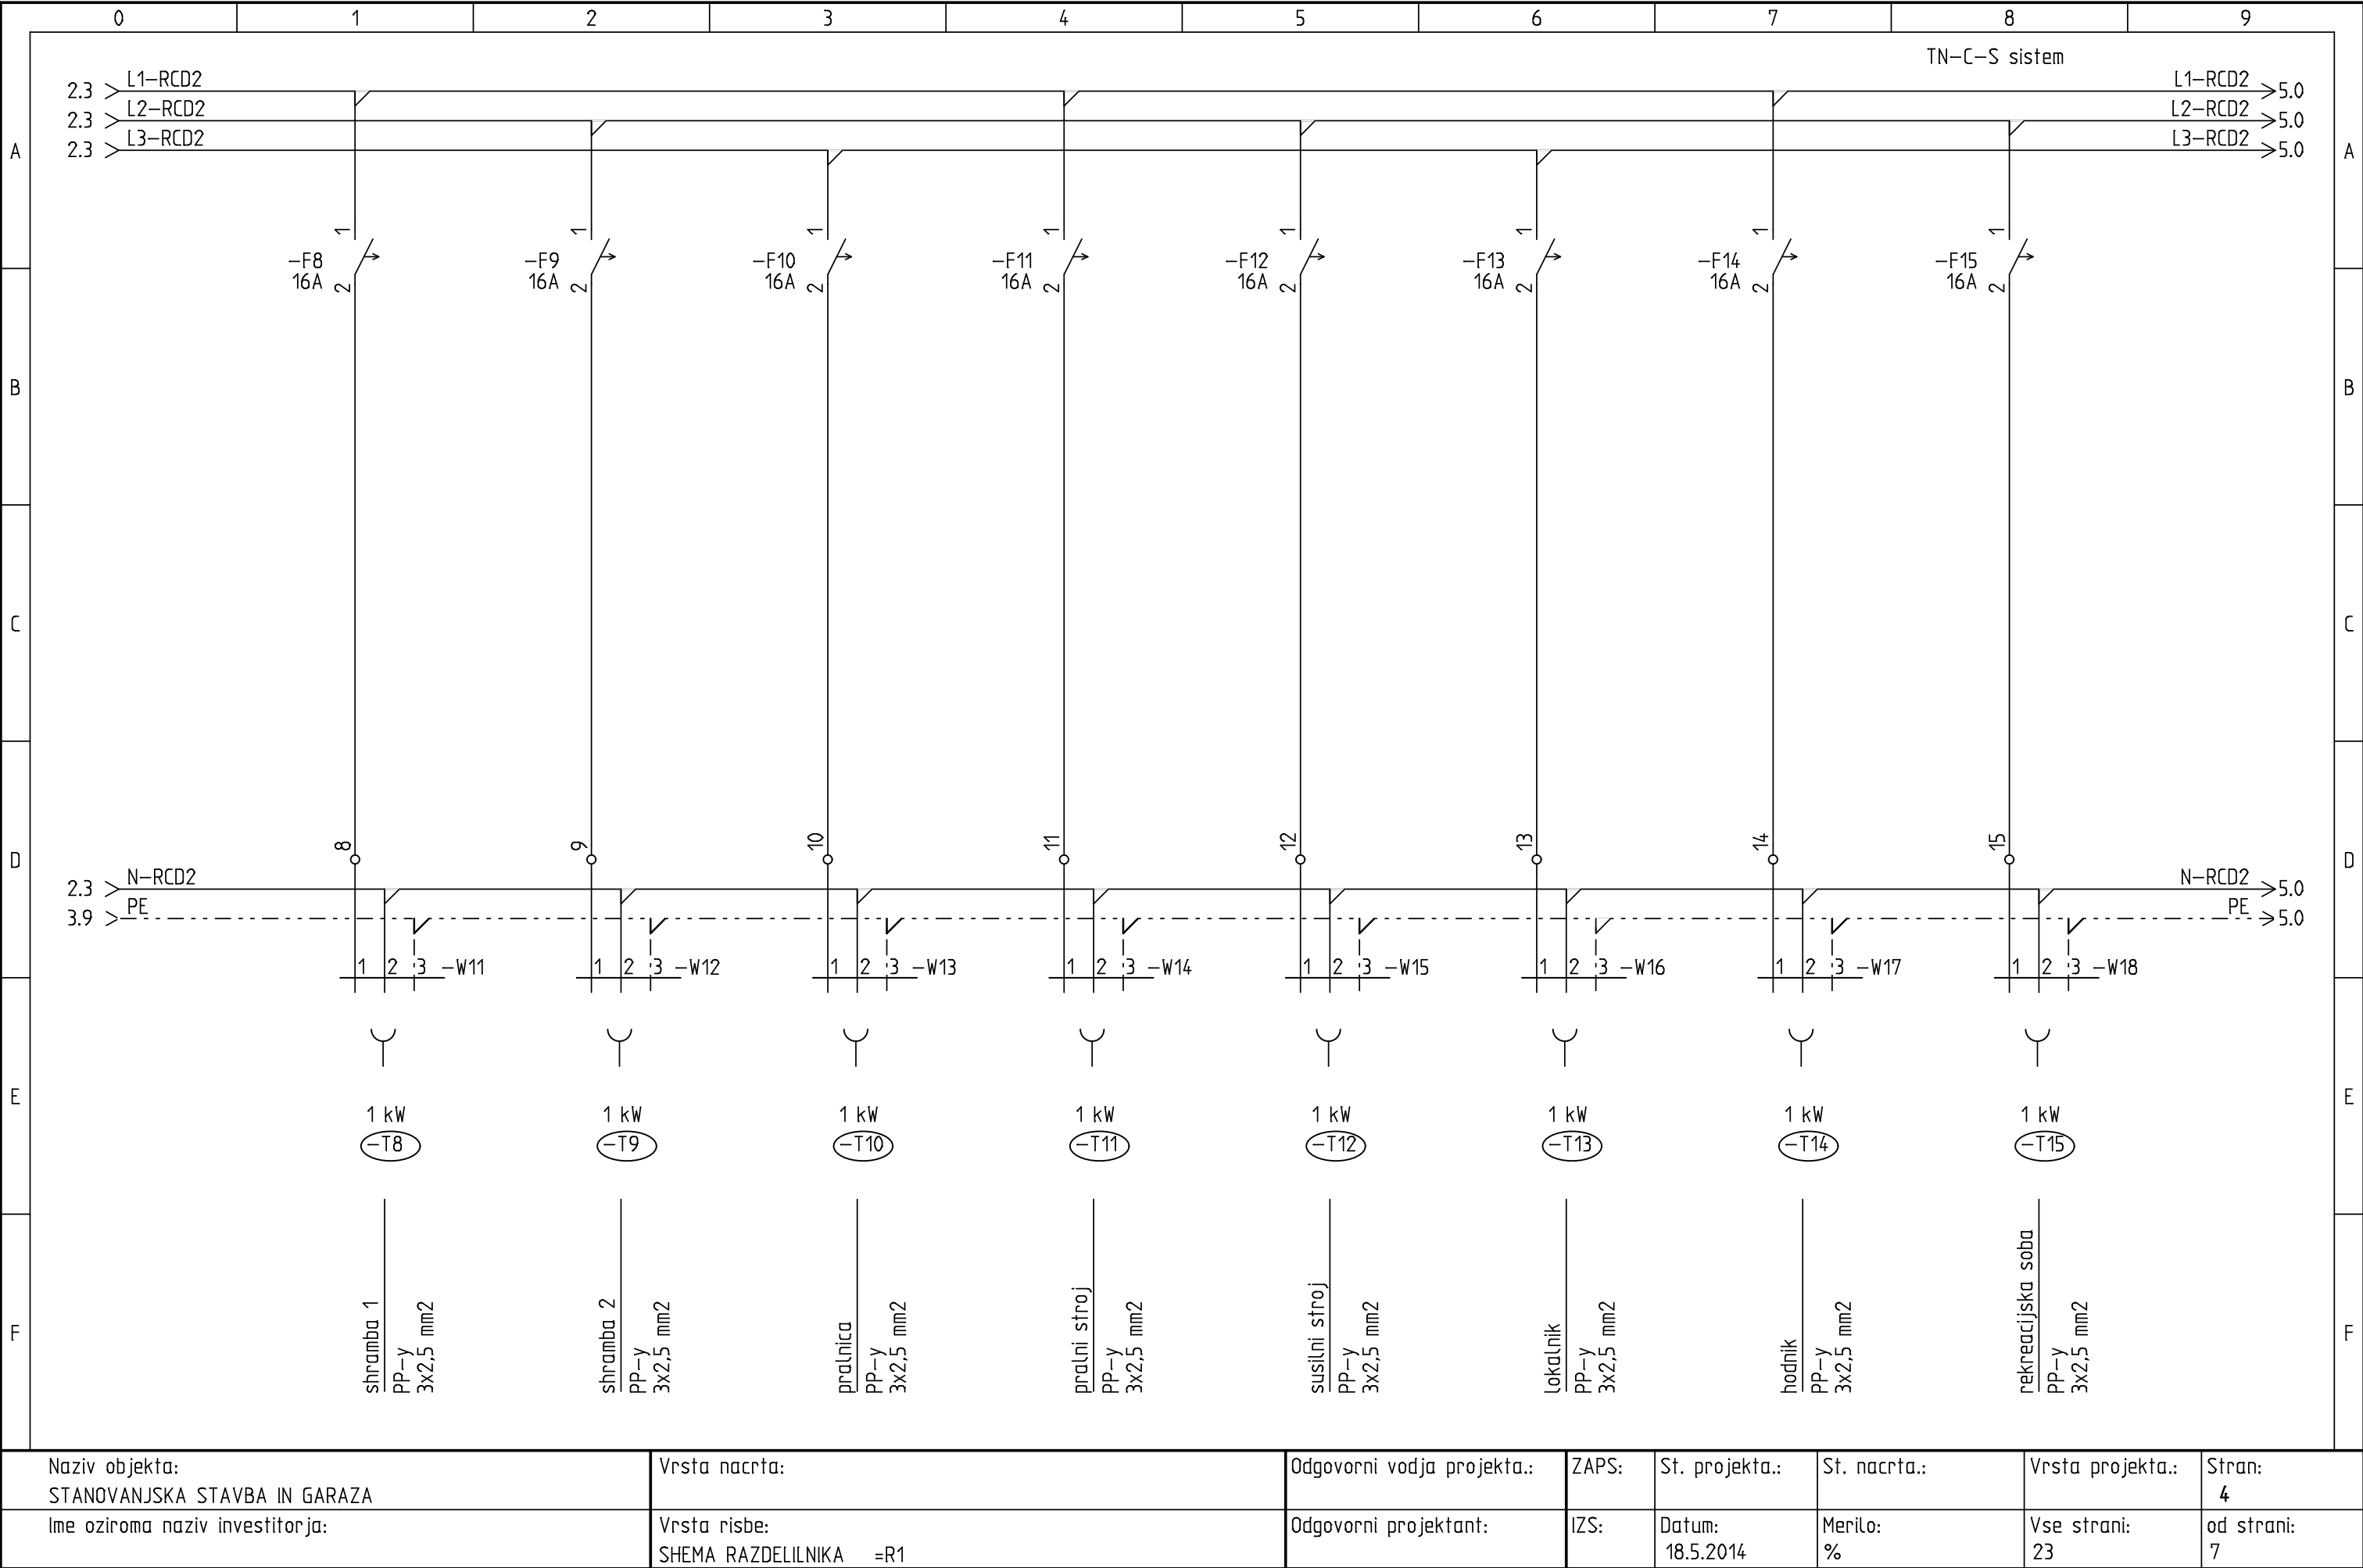 0 1 2 3 4 5 6 7 8 9
TN-C-S sistem
2.3 L1-RCD2 L1-RCD2 5.0
2.3 L2-RCD2 L2-RCD2 5.0
A 2.3 L3-RCD2 L3-RCD2 5.0 A
1 1 1 1 1 1 1 1
-F8 -F9 -F10 -F11 -F12 -F13 -F14 -F15
16A 2 16A 2 16A 2 16A 2 16A 2 16A 2 16A 2 16A 2
B B
C C
8 9 10 11 12 13 14 15
D D
2.3 N-RCD2 N-RCD2 5.0
3.9 PE PE 5.0
1 2 3 -W11 1 2 3 -W12 1 2 3 -W13 1 2 3 -W14 1 2 3 -W15 1 2 3 -W16 1 2 3 -W17 1 2 3 -W18
E E
1 kW 1 kW 1 kW 1 kW 1 kW 1 kW 1 kW 1 kW
-T8 -T9 -T10 -T11 -T12 -T13 -T14 -T15
F F
shramba 1
PP-y
3x2,5 mm2
shramba 2
PP-y
3x2,5 mm2
pralnica
PP-y
3x2,5 mm2
pralni stroj
PP-y
3x2,5 mm2
susilni stroj
PP-y
3x2,5 mm2
lokalnik
PP-y
3x2,5 mm2
hodnik
PP-y
3x2,5 mm2
rekreacijska soba
PP-y
3x2,5 mm2
Naziv objekta:
STANOVANJSKA STAVBA IN GARAZA
Ime oziroma naziv investitorja:
Vrsta nacrta:
Vrsta risbe:
SHEMA RAZDELILNIKA =R1
Odgovorni vodja projekta.:
Odgovorni projektant:
ZAPS:
IZS:
St. projekta.:
Datum:
18.5.2014
St. nacrta.:
Merilo:
%
Vrsta projekta.:
Vse strani:
23
Stran:
4
od strani:
7